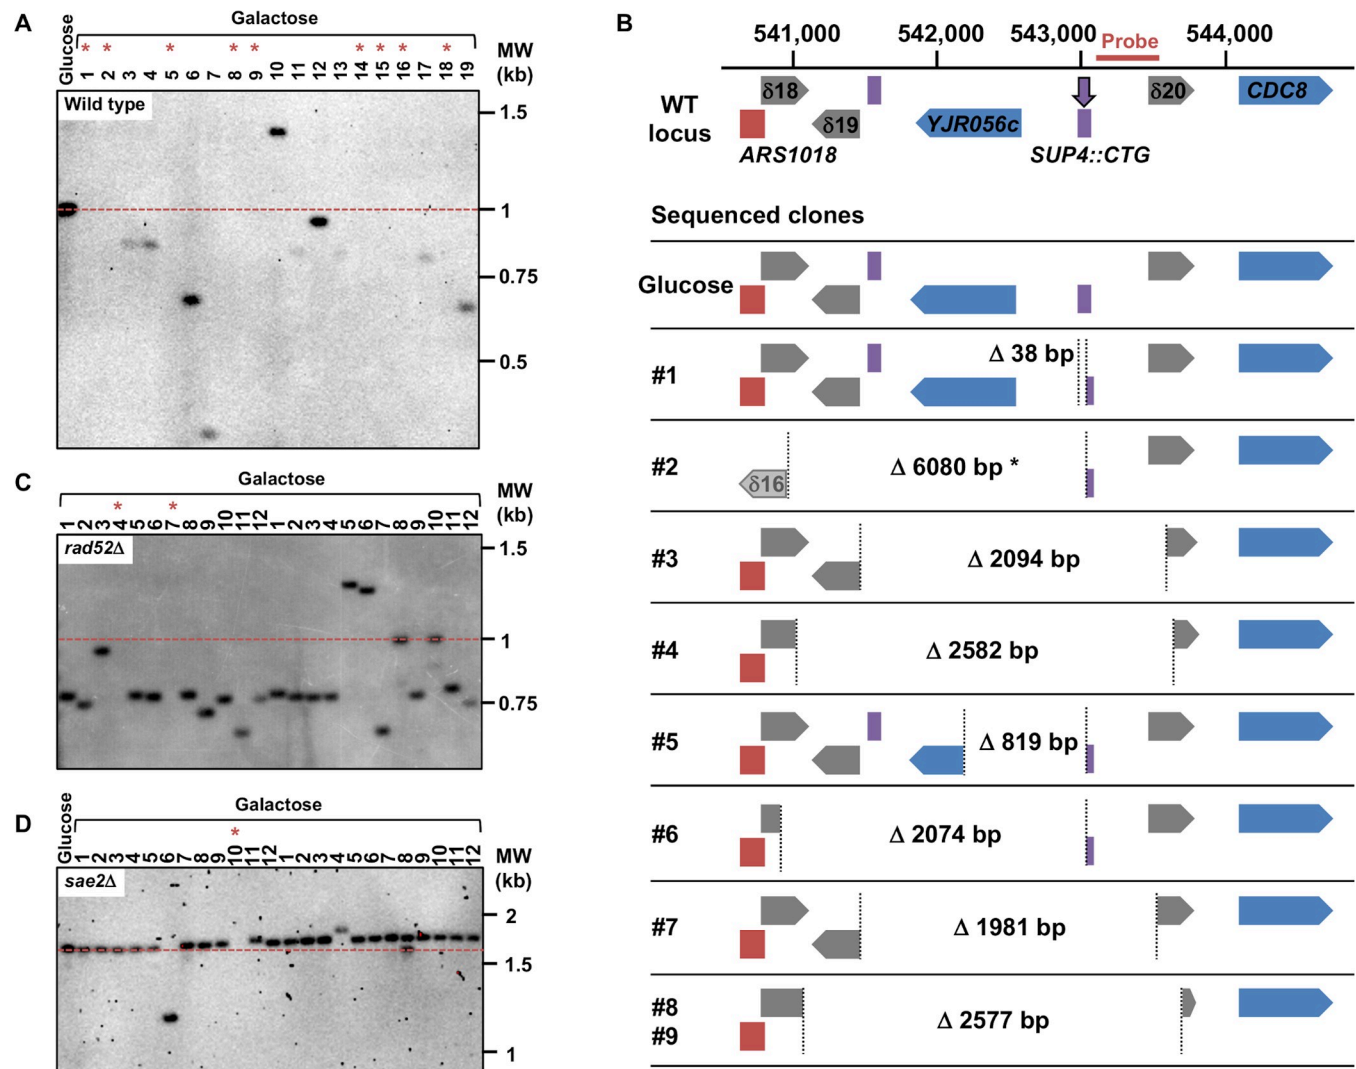 A
Galactose
Glucose
* * * * * * * * *
1 2 3 4 5 6 7 8 9 10 11 12 13 14 15 16 17 18 19
MW
(kb)
Wild type
1.5
1
0.75
0.5
C
Galactose
* *
1 2 3 4 5 6 7 8 9 10 11 12 1 2 3 4 5 6 7 8 9 10 11 12
MW
(kb)
rad52Δ
1.5
1
0.75
D
Galactose
Glucose
*
1 2 3 4 5 6 7 8 9 10 11 12 1 2 3 4 5 6 7 8 9 10 11 12
MW
(kb)
sae2Δ
2
1.5
1
B
541,000 542,000 543,000 544,000
Probe
WT
locus
δ18 δ20 CDC8
δ19 YJR056c
ARS1018 SUP4::CTG
Sequenced clones
Glucose
#1 Δ 38 bp
#2 δ16 Δ 6080 bp *
#3 Δ 2094 bp
#4 Δ 2582 bp
#5 Δ 819 bp
#6 Δ 2074 bp
#7 Δ 1981 bp
#8
#9 Δ 2577 bp